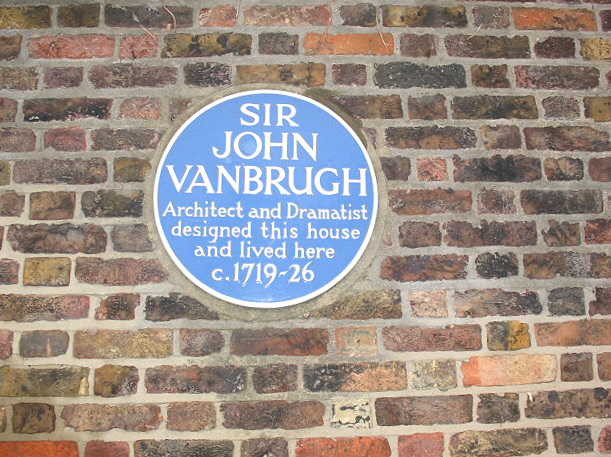 SIR
JOHN
VANBRUGH
Architect and Dramatist
designed this house
and lived here
c.1719-26